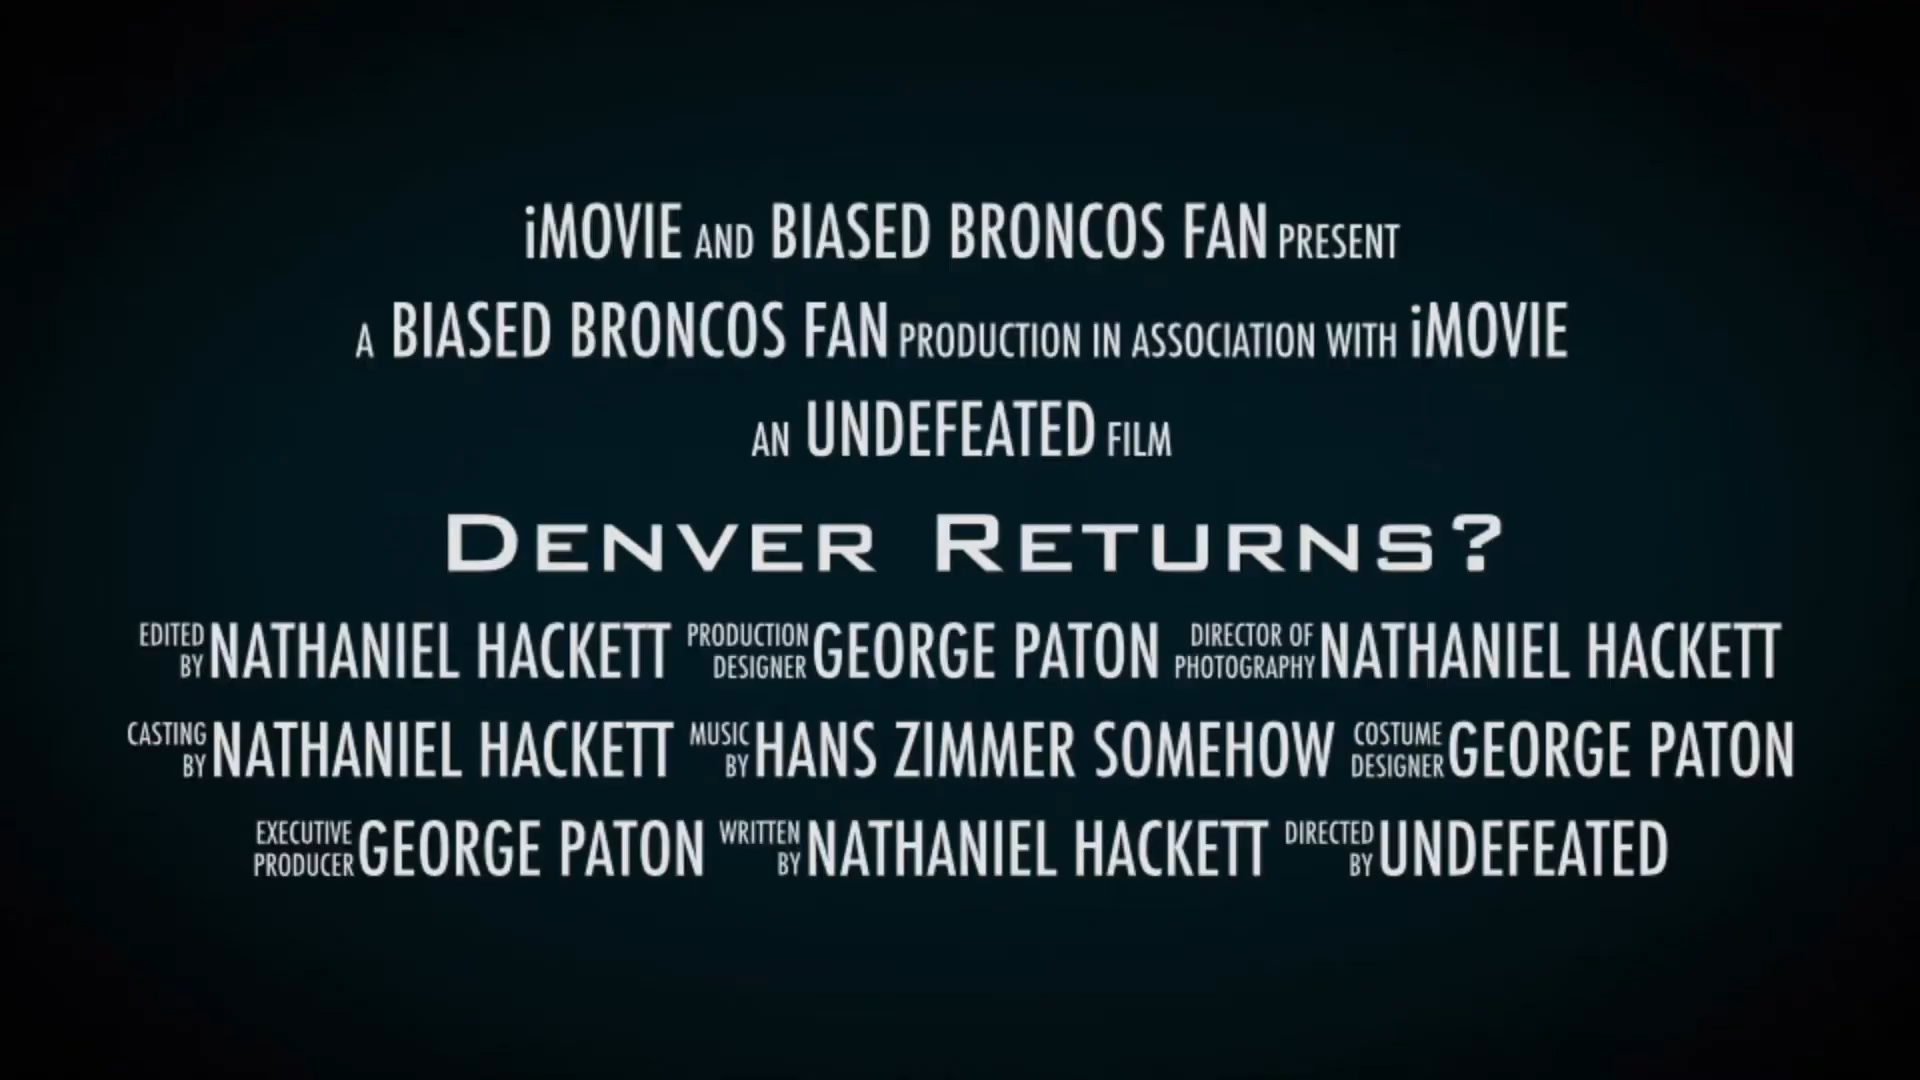 iMOVIE AND BIASED BRONCOS FAN PRESENT
A BIASED BRONCOS FAN PRODUCTION IN ASSOCIATION WITH iMOVIE
AN UNDEFEATED FILM
DENVER RETURNS?
EDITED BY NATHANIEL HACKETT PRODUCTION DESIGNER GEORGE PATON DIRECTOR OF PHOTOGRAPHY NATHANIEL HACKETT
CASTING BY NATHANIEL HACKETT MUSIC BY HANS ZIMMER SOMEHOW COSTUME DESIGNER GEORGE PATON
EXECUTIVE PRODUCER GEORGE PATON WRITTEN BY NATHANIEL HACKETT DIRECTED BY UNDEFEATED